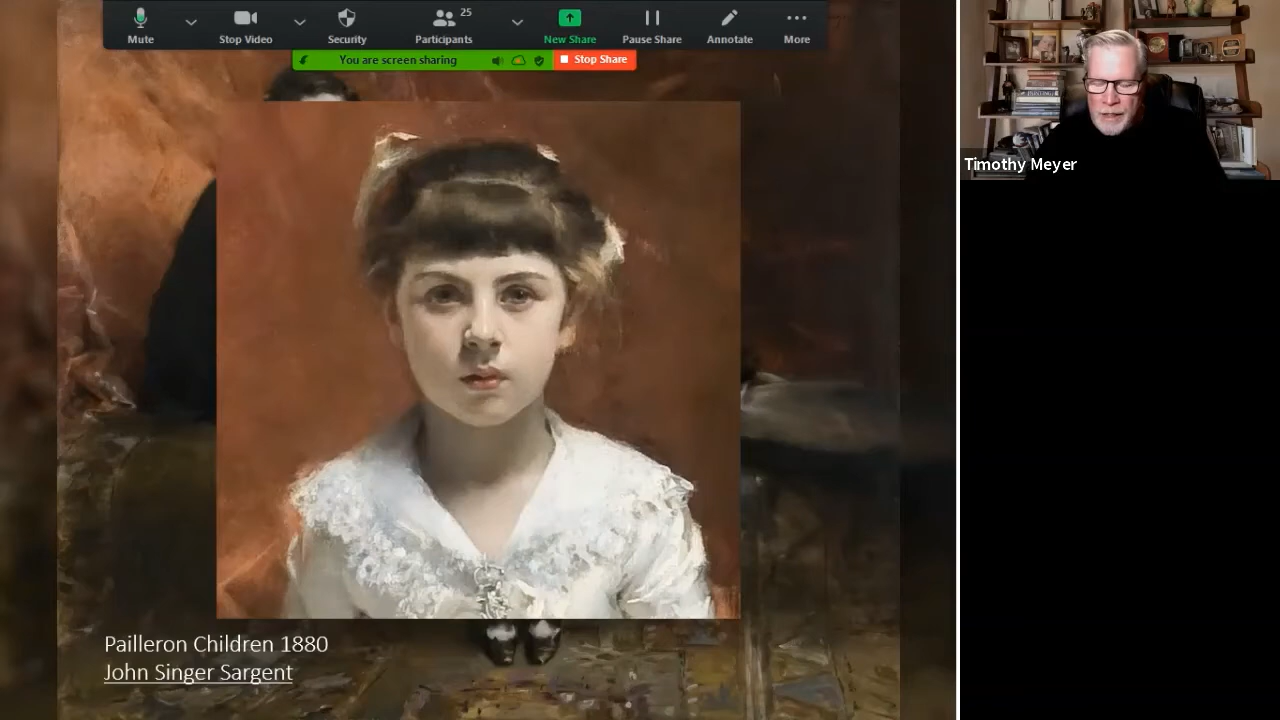 25
Mute
Stop Video
Security
Participants
New Share
Pause Share
Annotate
More
You are screen sharing
Stop Share
Timothy Meyer
Pailleron Children 1880
John Singer Sargent